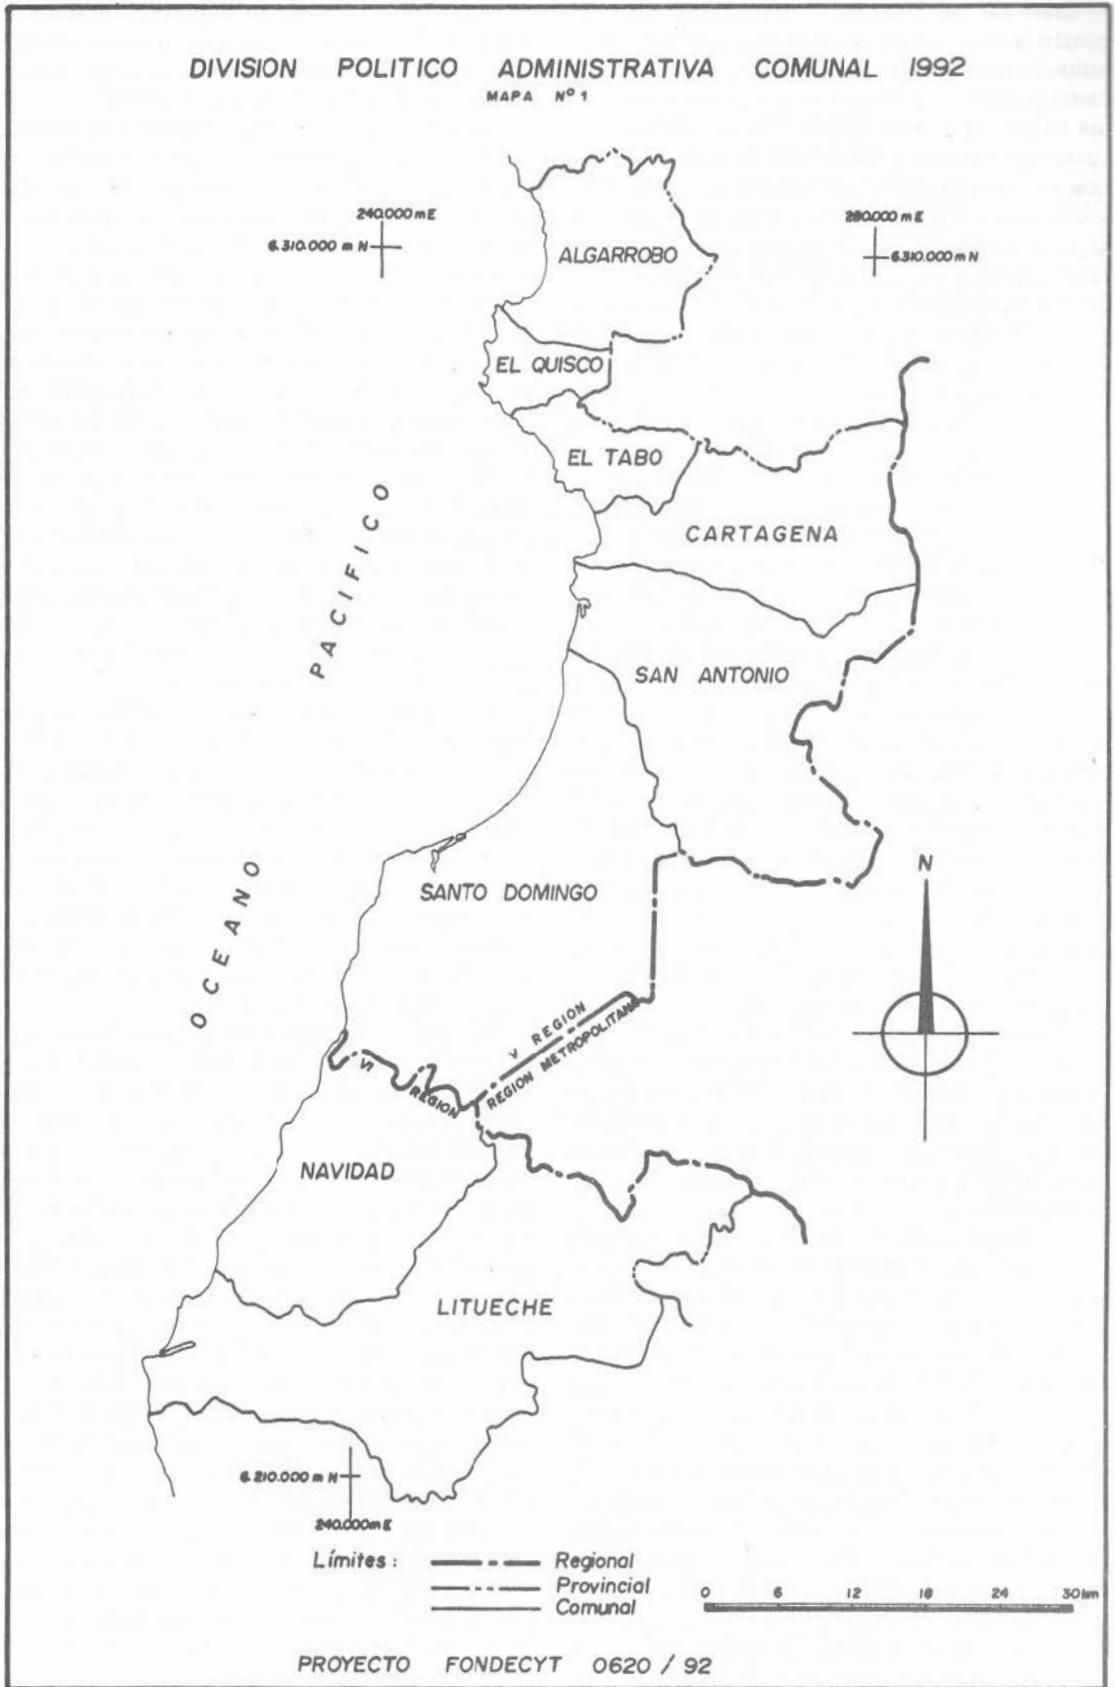 DIVISION POLITICO ADMINISTRATIVA COMUNAL 1992
MAPA Nº 1
240.000 mE
6.310.000 m N
280.000 m E
6.310.000 m N
ALGARROBO
EL QUISCO
EL TABO
CARTAGENA
SAN ANTONIO
OCEANO PACIFICO
SANTO DOMINGO
N
V REGION
REGION METROPOLITANA
VI REGION
NAVIDAD
LITUECHE
6.210.000 m N
240.000mE
Límites :
Regional
Provincial
Comunal
0 6 12 18 24 30 km
PROYECTO FONDECYT 0620 / 92